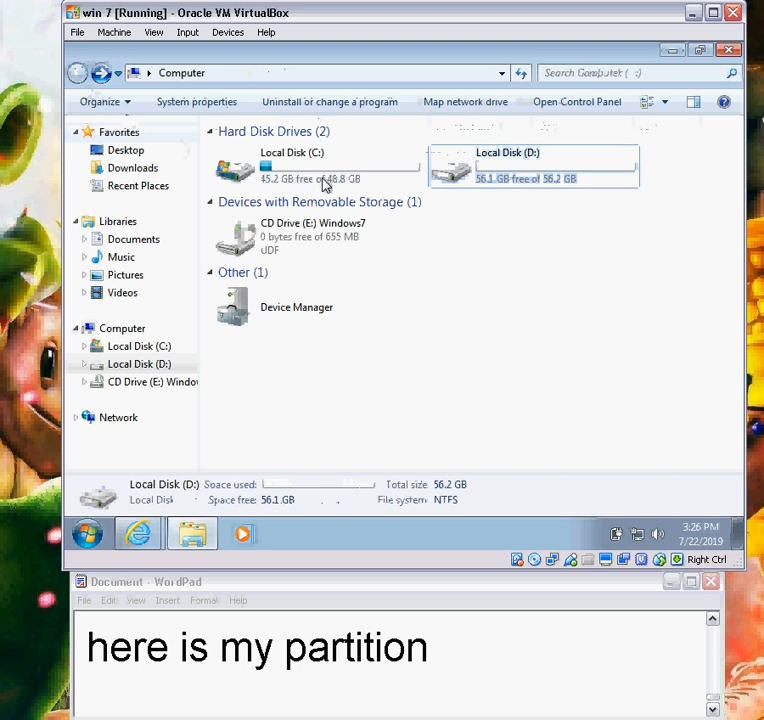 win 7 [Running] - Oracle VM VirtualBox
File Machine View Input Devices Help
Computer
Organize System properties Uninstall or change a program Map network drive Open Control Panel
Favorites
Desktop
Downloads
Recent Places
Libraries
Documents
Music
Pictures
Videos
Computer
Local Disk (C:)
Local Disk (D:)
CD Drive (E:) Windo
Network
Hard Disk Drives (2)
Local Disk (C:)
45.2 GB free of 48.8 GB
Local Disk (D:)
56.1 GB free of 56.2 GB
Devices with Removable Storage (1)
CD Drive (E:) Windows7
0 bytes free of 655 MB
UDF
Other (1)
Device Manager
Local Disk (D:) Space used: Total size: 56.2 GB
Local Disk Space free: 56.1 GB File system: NTFS
3:26 PM
7/22/2019
Right Ctrl
Document - WordPad
File Edit View Insert Format Help
here is my partition